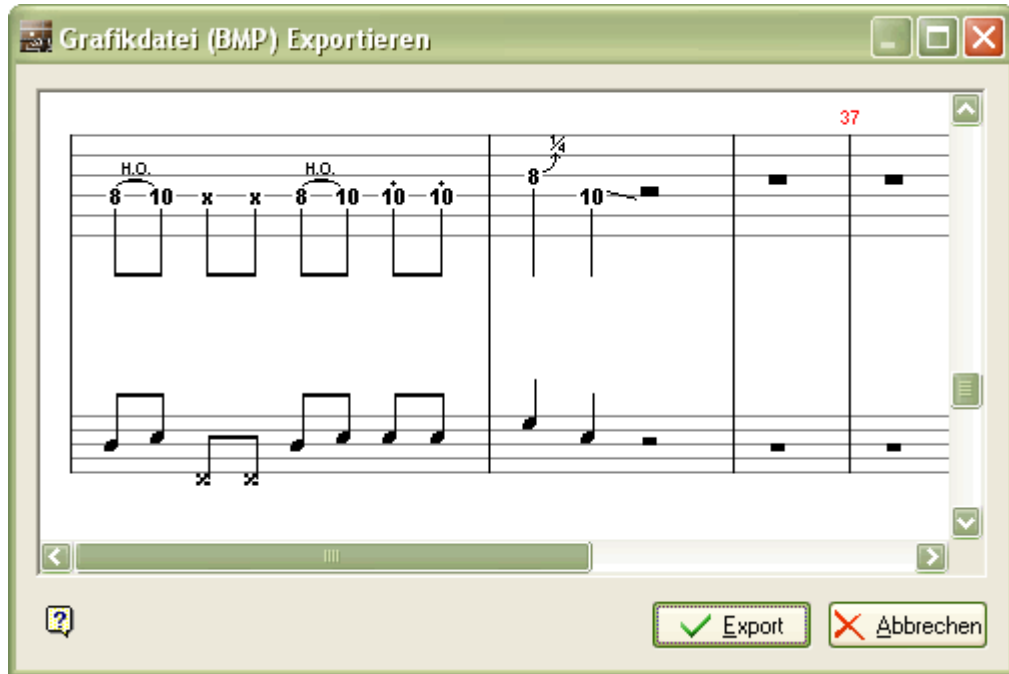 Grafikdatei (BMP) Exportieren
37
¼
H.O. H.O.
8
8 10 x x 8 10 10 10 10
Export Abbrechen